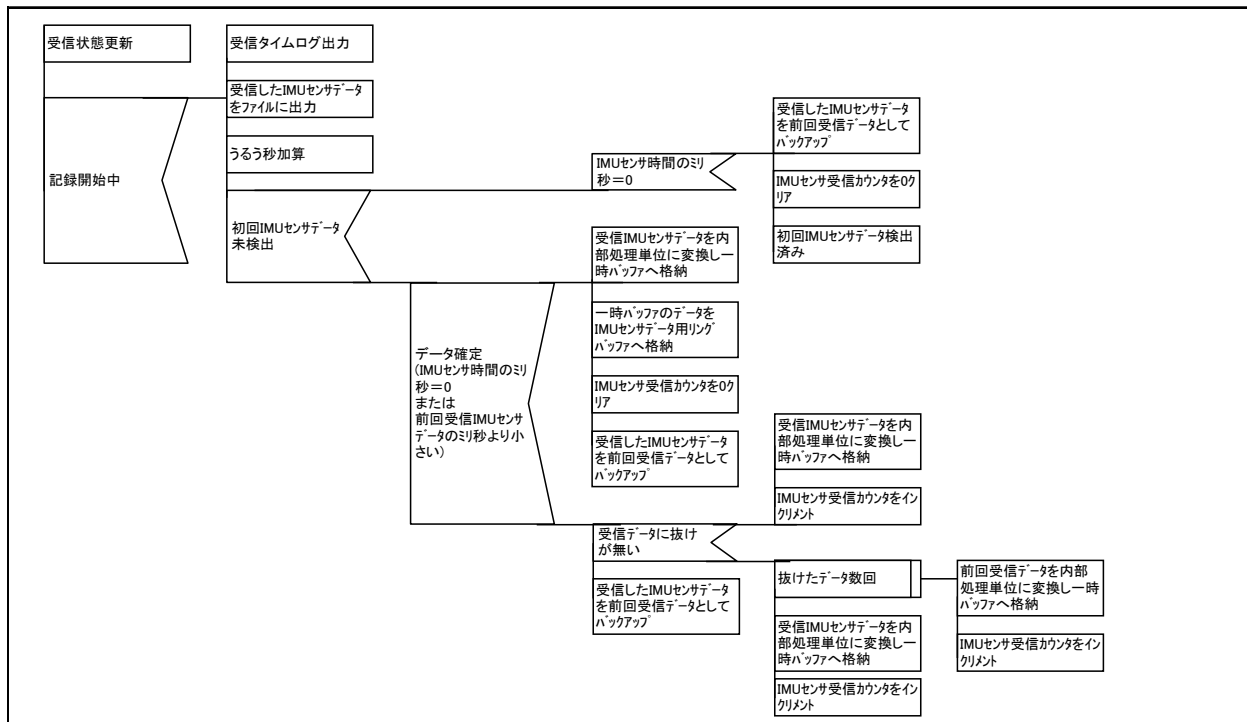 受信状態更新
記録開始中
受信タイムログ出力
受信したIMUセンサデータ
をファイルに出力
うるう秒加算
初回IMUセンサデータ
未検出
IMUセンサ時間のミリ
秒=0
受信したIMUセンサデータ
を前回受信データとして
バックアップ
IMUセンサ受信カウンタを0ク
リア
初回IMUセンサデータ検出
済み
データ確定
(IMUセンサ時間のミリ
秒=0
または
前回受信IMUセンサ
データのミリ秒より小
さい)
受信IMUセンサデータを内
部処理単位に変換し一
時バッファへ格納
一時バッファのデータを
IMUセンサデータ用リング
バッファへ格納
IMUセンサ受信カウンタを0ク
リア
受信したIMUセンサデータ
を前回受信データとして
バックアップ
受信データに抜け
が無い
受信IMUセンサデータを内
部処理単位に変換し一
時バッファへ格納
IMUセンサ受信カウンタをイン
クリメント
抜けたデータ数回
前回受信データを内部
処理単位に変換し一時
バッファへ格納
IMUセンサ受信カウンタをイン
クリメント
受信IMUセンサデータを内
部処理単位に変換し一
時バッファへ格納
IMUセンサ受信カウンタをイン
クリメント
受信したIMUセンサデータ
を前回受信データとして
バックアップ